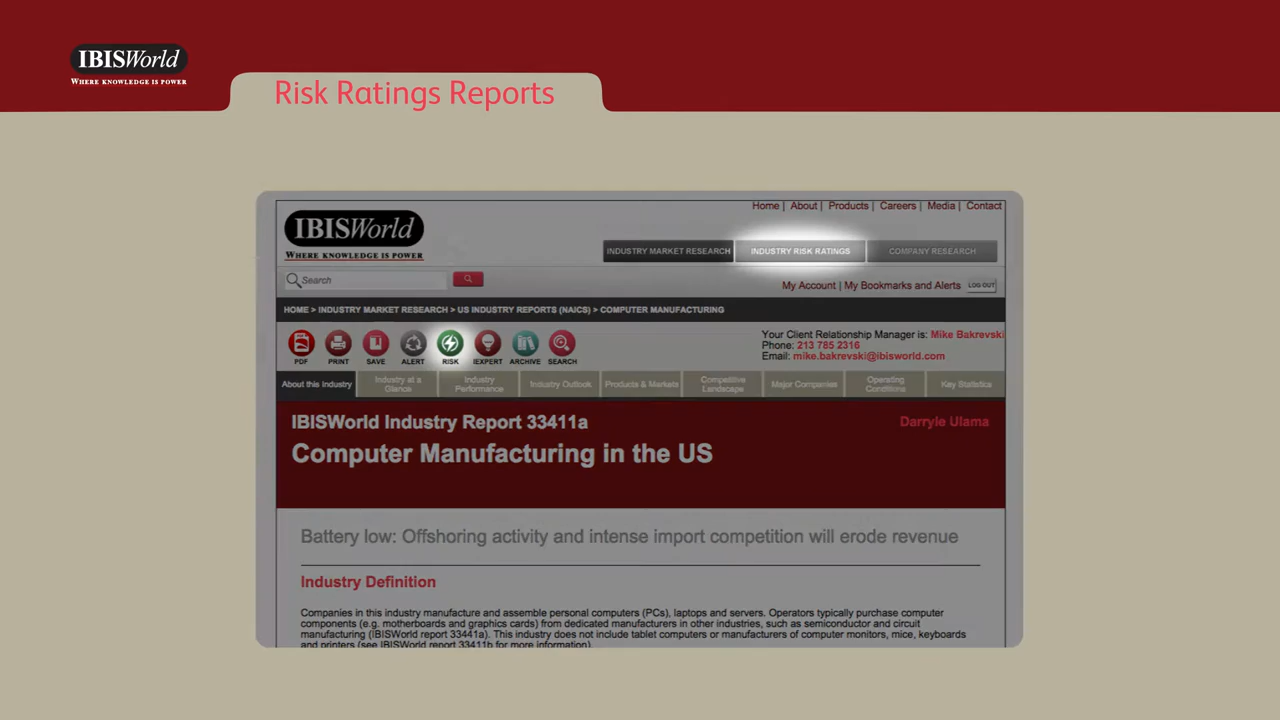 IBISWorld
WHERE KNOWLEDGE IS POWER
Risk Ratings Reports
Home | About | Products | Careers | Media | Contact
IBISWorld
WHERE KNOWLEDGE IS POWER
INDUSTRY MARKET RESEARCH INDUSTRY RISK RATINGS COMPANY RESEARCH
Search
My Account | My Bookmarks and Alerts LOG OUT
HOME > INDUSTRY MARKET RESEARCH > US INDUSTRY REPORTS (NAICS) > COMPUTER MANUFACTURING
PDF PRINT SAVE ALERT RISK IEXPERT ARCHIVE SEARCH
Your Client Relationship Manager is: Mike Bakrevski
Phone: 213 785 2316
Email: mike.bakrevski@ibisworld.com
About this Industry
Industry at a
Glance
Industry
Performance
Industry Outlook
Products & Markets
Competitive
Landscape
Major Companies
Operating
Conditions
Key Statistics
IBISWorld Industry Report 33411a
Darryle Ulama
Computer Manufacturing in the US
Battery low: Offshoring activity and intense import competition will erode revenue
Industry Definition
Companies in this industry manufacture and assemble personal computers (PCs), laptops and servers. Operators typically purchase computer
components (e.g. motherboards and graphics cards) from dedicated manufacturers in other industries, such as semiconductor and circuit
manufacturing (IBISWorld report 33441a). This industry does not include tablet computers or manufacturers of computer monitors, mice, keyboards
and printers (see IBISWorld report 33411b for more information).